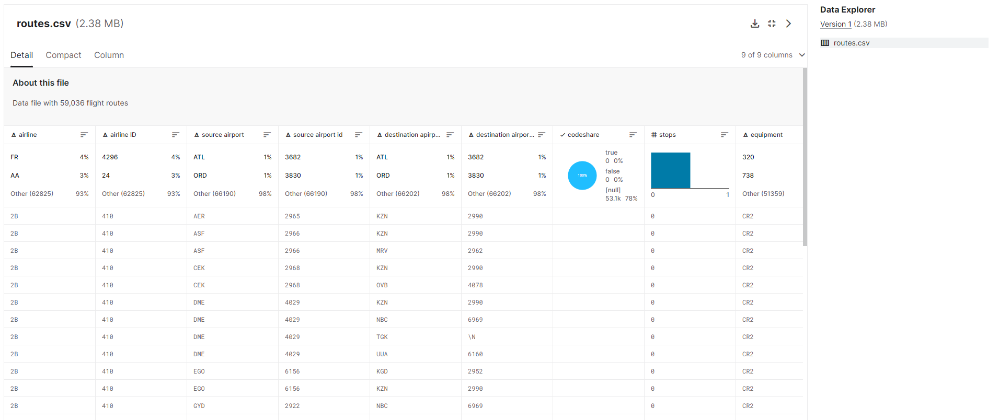 routes.csv (2.38 MB)
Detail Compact Column
9 of 9 columns
About this file
Data file with 59,036 flight routes
airline airline ID source airport source airport id destination apirp... destination airpor... codeshare # stops equipment
FR 4% 4296 4% ATL 1% 3682 1% ATL 1% 3682 1%
AA 3% 24 3% ORD 1% 3830 1% ORD 1% 3830 1%
Other (62825) 93% Other (62825) 93% Other (66190) 98% Other (66190) 98% Other (66202) 98% Other (66202) 98%
100%
true
0 0%
false
0 0%
[null]
53.1k 78%
0 1
320
738
Other (51359)
2B 410 AER 2965 KZN 2990 0 CR2
2B 410 ASF 2966 KZN 2990 0 CR2
2B 410 ASF 2966 MRV 2962 0 CR2
2B 410 CEK 2968 KZN 2990 0 CR2
2B 410 CEK 2968 OVB 4078 0 CR2
2B 410 DME 4029 KZN 2990 0 CR2
2B 410 DME 4029 NBC 6969 0 CR2
2B 410 DME 4029 TGK \N 0 CR2
2B 410 DME 4029 UUA 6160 0 CR2
2B 410 EGO 6156 KGD 2952 0 CR2
2B 410 EGO 6156 KZN 2990 0 CR2
2B 410 GYD 2922 NBC 6969 0 CR2
Data Explorer
Version 1 (2.38 MB)
routes.csv